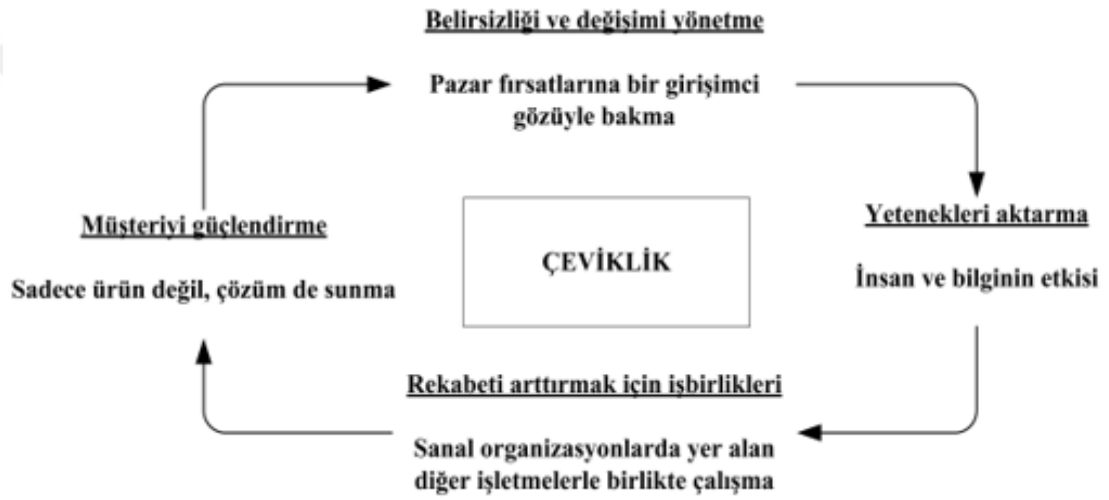 Belirsizliği ve değişimi yönetme
Pazar fırsatlarına bir girişimci
gözüyle bakma
Müşteriyi güçlendirme
Sadece ürün değil, çözüm de sunma
ÇEVİKLİK
Yetenekleri aktarma
İnsan ve bilginin etkisi
Rekabeti arttırmak için işbirlikleri
Sanal organizasyonlarda yer alan
diğer işletmelerle birlikte çalışma